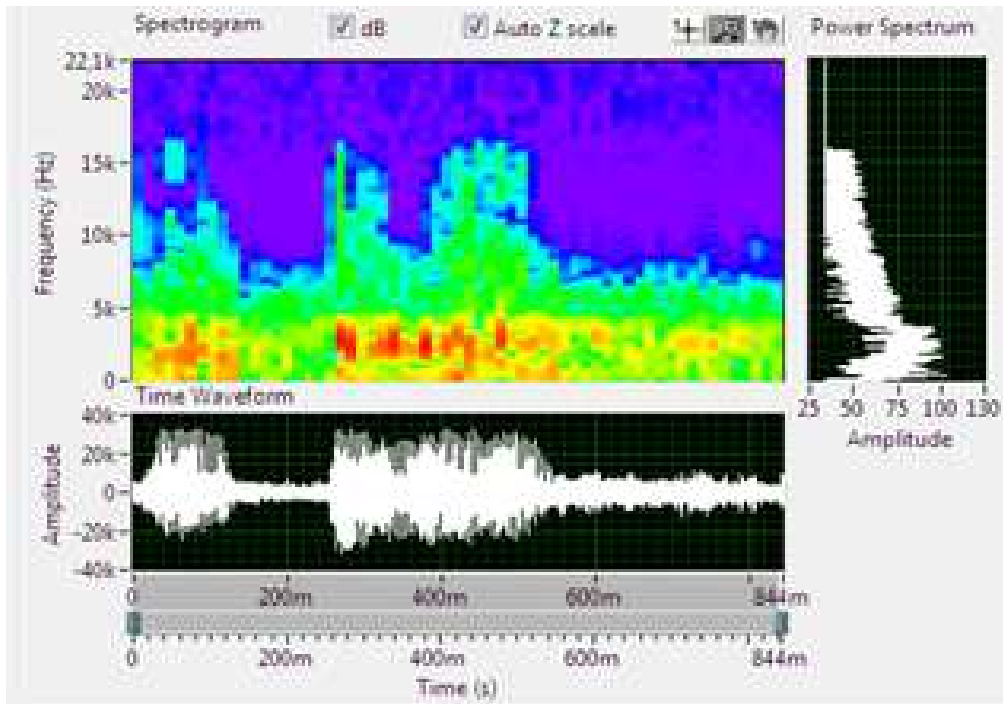 Spectrogram
dB
Auto Z scale
Power Spectrum
22,1k
20k
15k
10k
5k
0
Frequency (Hz)
25 50 75 100 130
Amplitude
Time Waveform
40k
20k
0
-20k
-40k
Amplitude
0 200m 400m 600m 844m
0 200m 400m 600m 844m
Time (s)